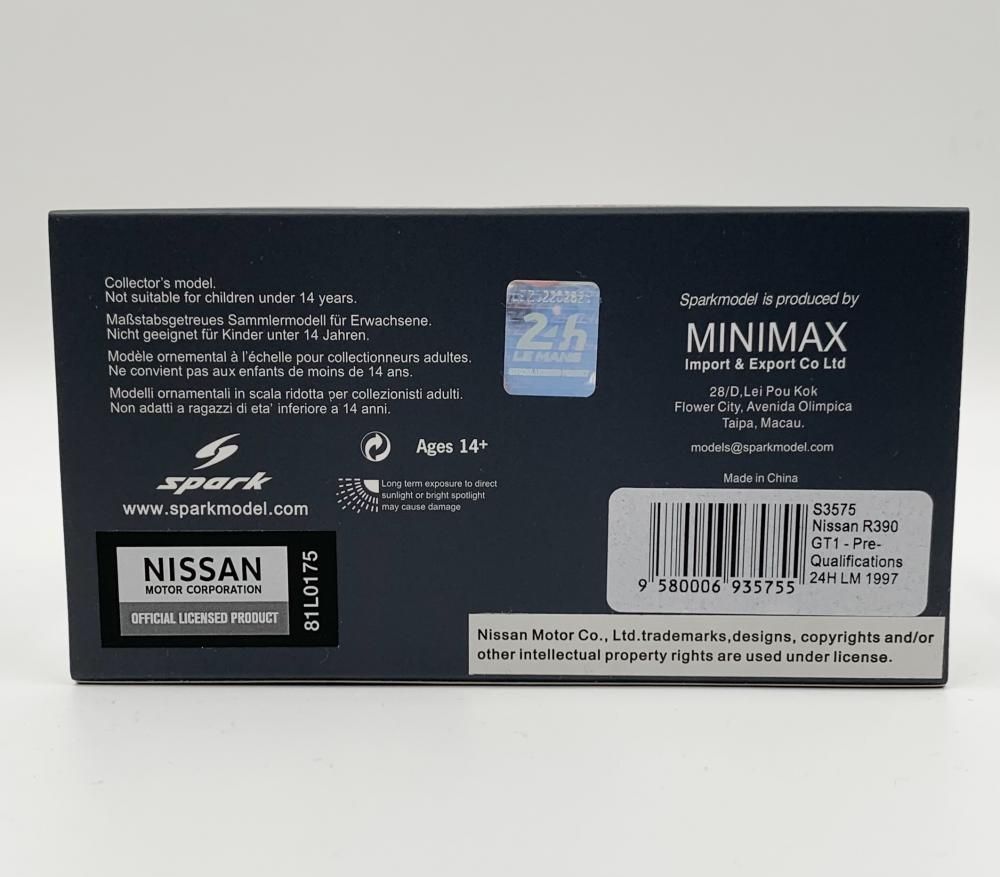 Collector's model.
Not suitable for children under 14 years.
Maßstabsgetreues Sammlermodell für Erwachsene.
Nicht geeignet für Kinder unter 14 Jahren.
Modèle ornemental à l'échelle pour collectionneurs adultes.
Ne convient pas aux enfants de moins de 14 ans.
Modelli ornamentali in scala ridotta per collezionisti adulti.
Non adatti a ragazzi di eta' inferiore a 14 anni.
spark
www.sparkmodel.com
Ages 14+
Long term exposure to direct
sunlight or bright spotlight
may cause damage
NISSAN
MOTOR CORPORATION
OFFICIAL LICENSED PRODUCT
81L0175
24h
LE MANS
OFFICIAL LICENSED PRODUCT
Sparkmodel is produced by
MINIMAX
Import & Export Co Ltd
28/D,Lei Pou Kok
Flower City, Avenida Olimpica
Taipa, Macau.
models@sparkmodel.com
Made in China
S3575
Nissan R390
GT1 - Pre-
Qualifications
24H LM 1997
9 580006 935755
Nissan Motor Co., Ltd.trademarks,designs, copyrights and/or
other intellectual property rights are used under license.